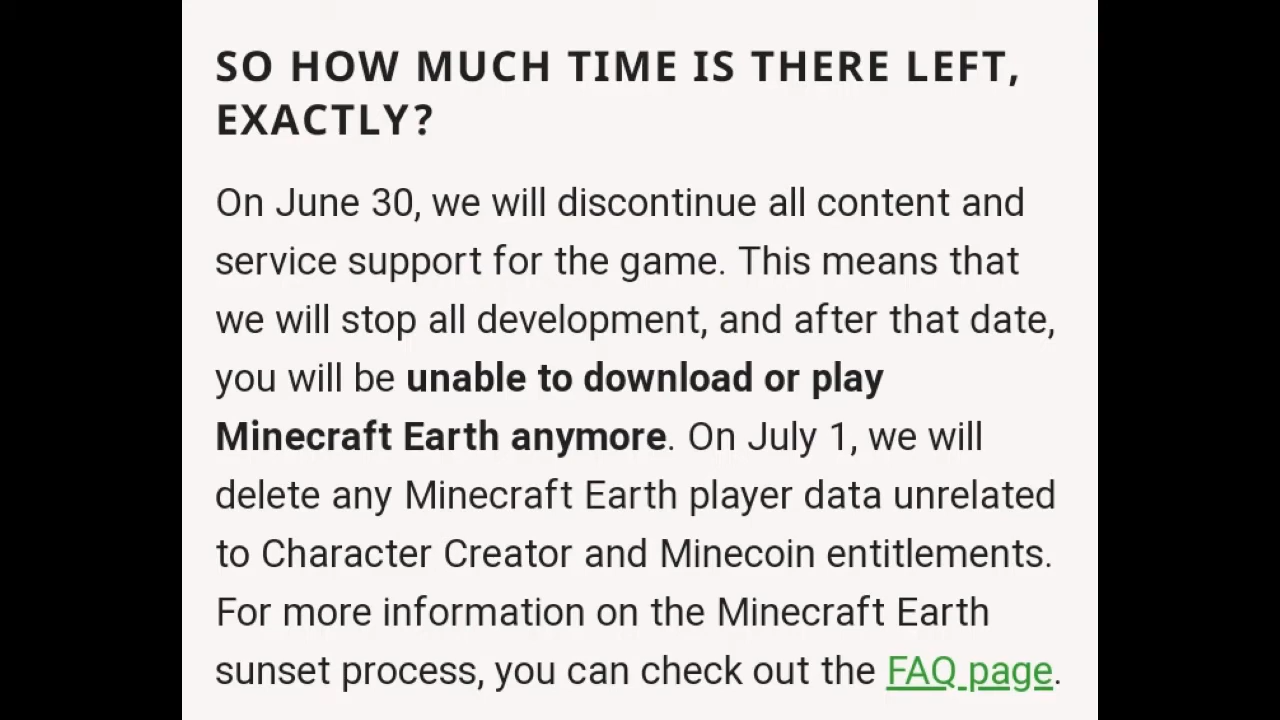 SO HOW MUCH TIME IS THERE LEFT,
EXACTLY?
On June 30, we will discontinue all content and
service support for the game. This means that
we will stop all development, and after that date,
you will be unable to download or play
Minecraft Earth anymore. On July 1, we will
delete any Minecraft Earth player data unrelated
to Character Creator and Minecoin entitlements.
For more information on the Minecraft Earth
sunset process, you can check out the FAQ page.